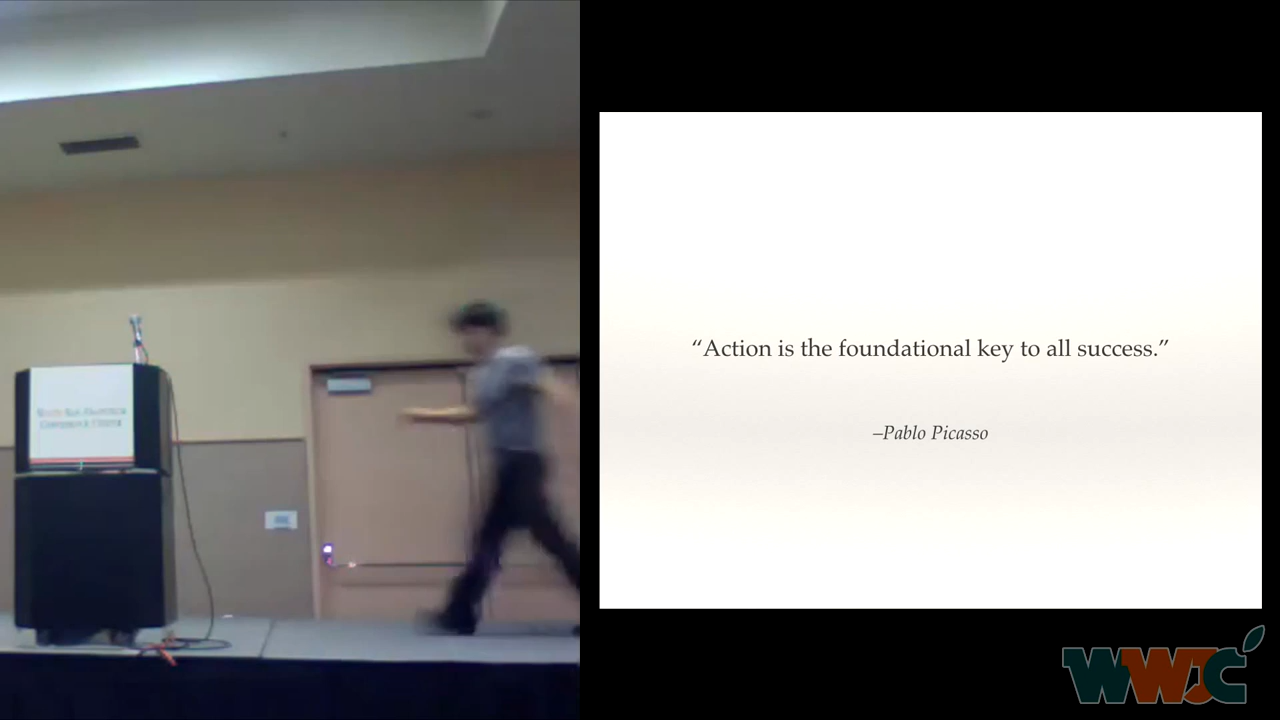 “Action is the foundational key to all success.”
–Pablo Picasso
WWJC